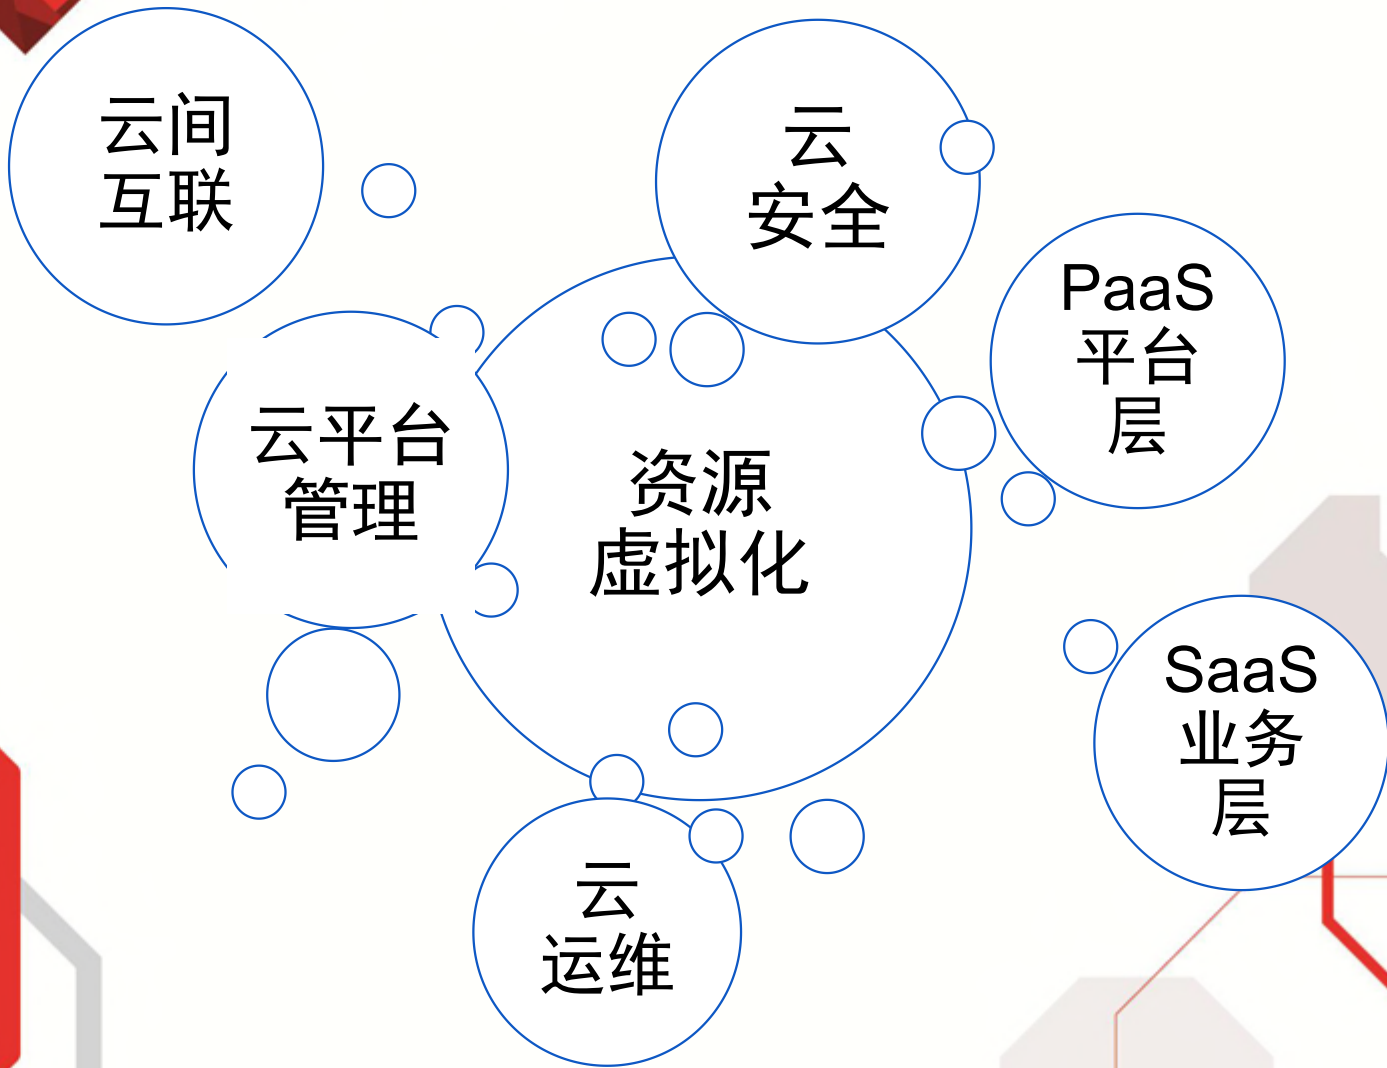 云间
互联
云
安全
PaaS
平台
层
云平台
管理
资源
虚拟化
SaaS
业务
层
云
运维